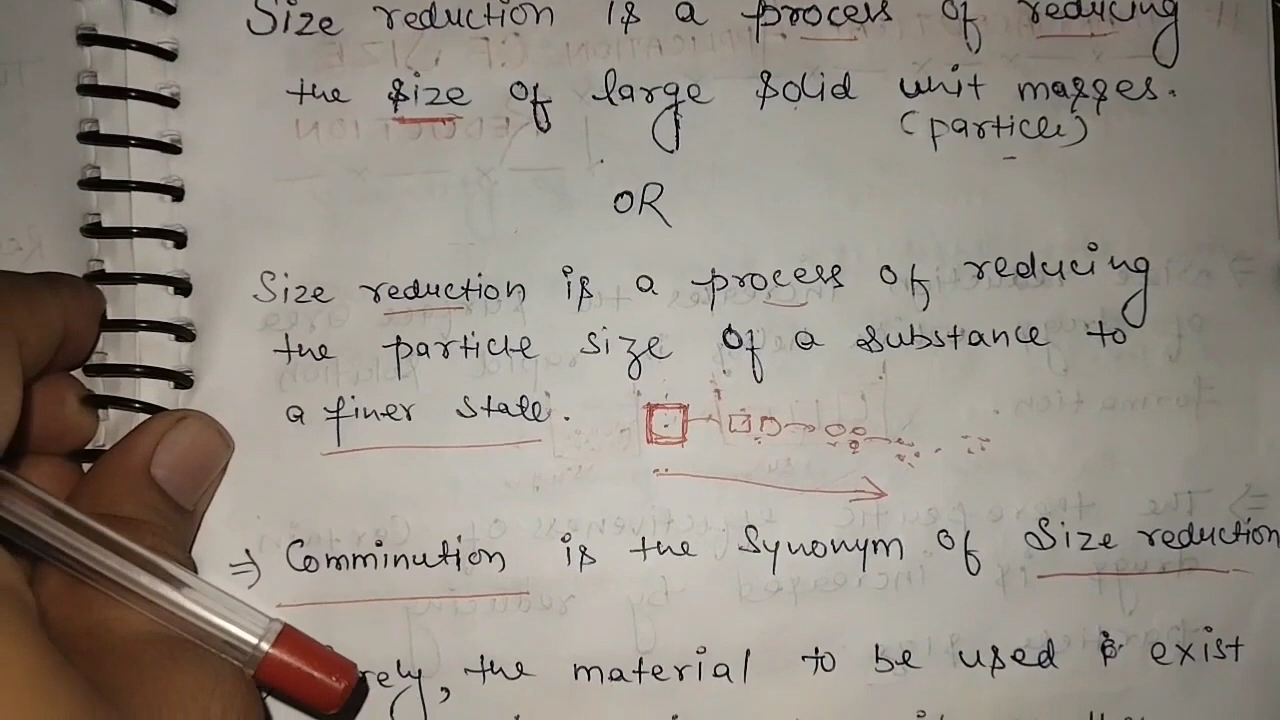 Size reduction is a process of reducing
the size of large solid unit masses.
(particle)
OR
Size reduction is a process of reducing
the particle size of a substance to
a finer state.
⇒ Comminution is the Synonym of Size reduction
rely, the material to be used exist